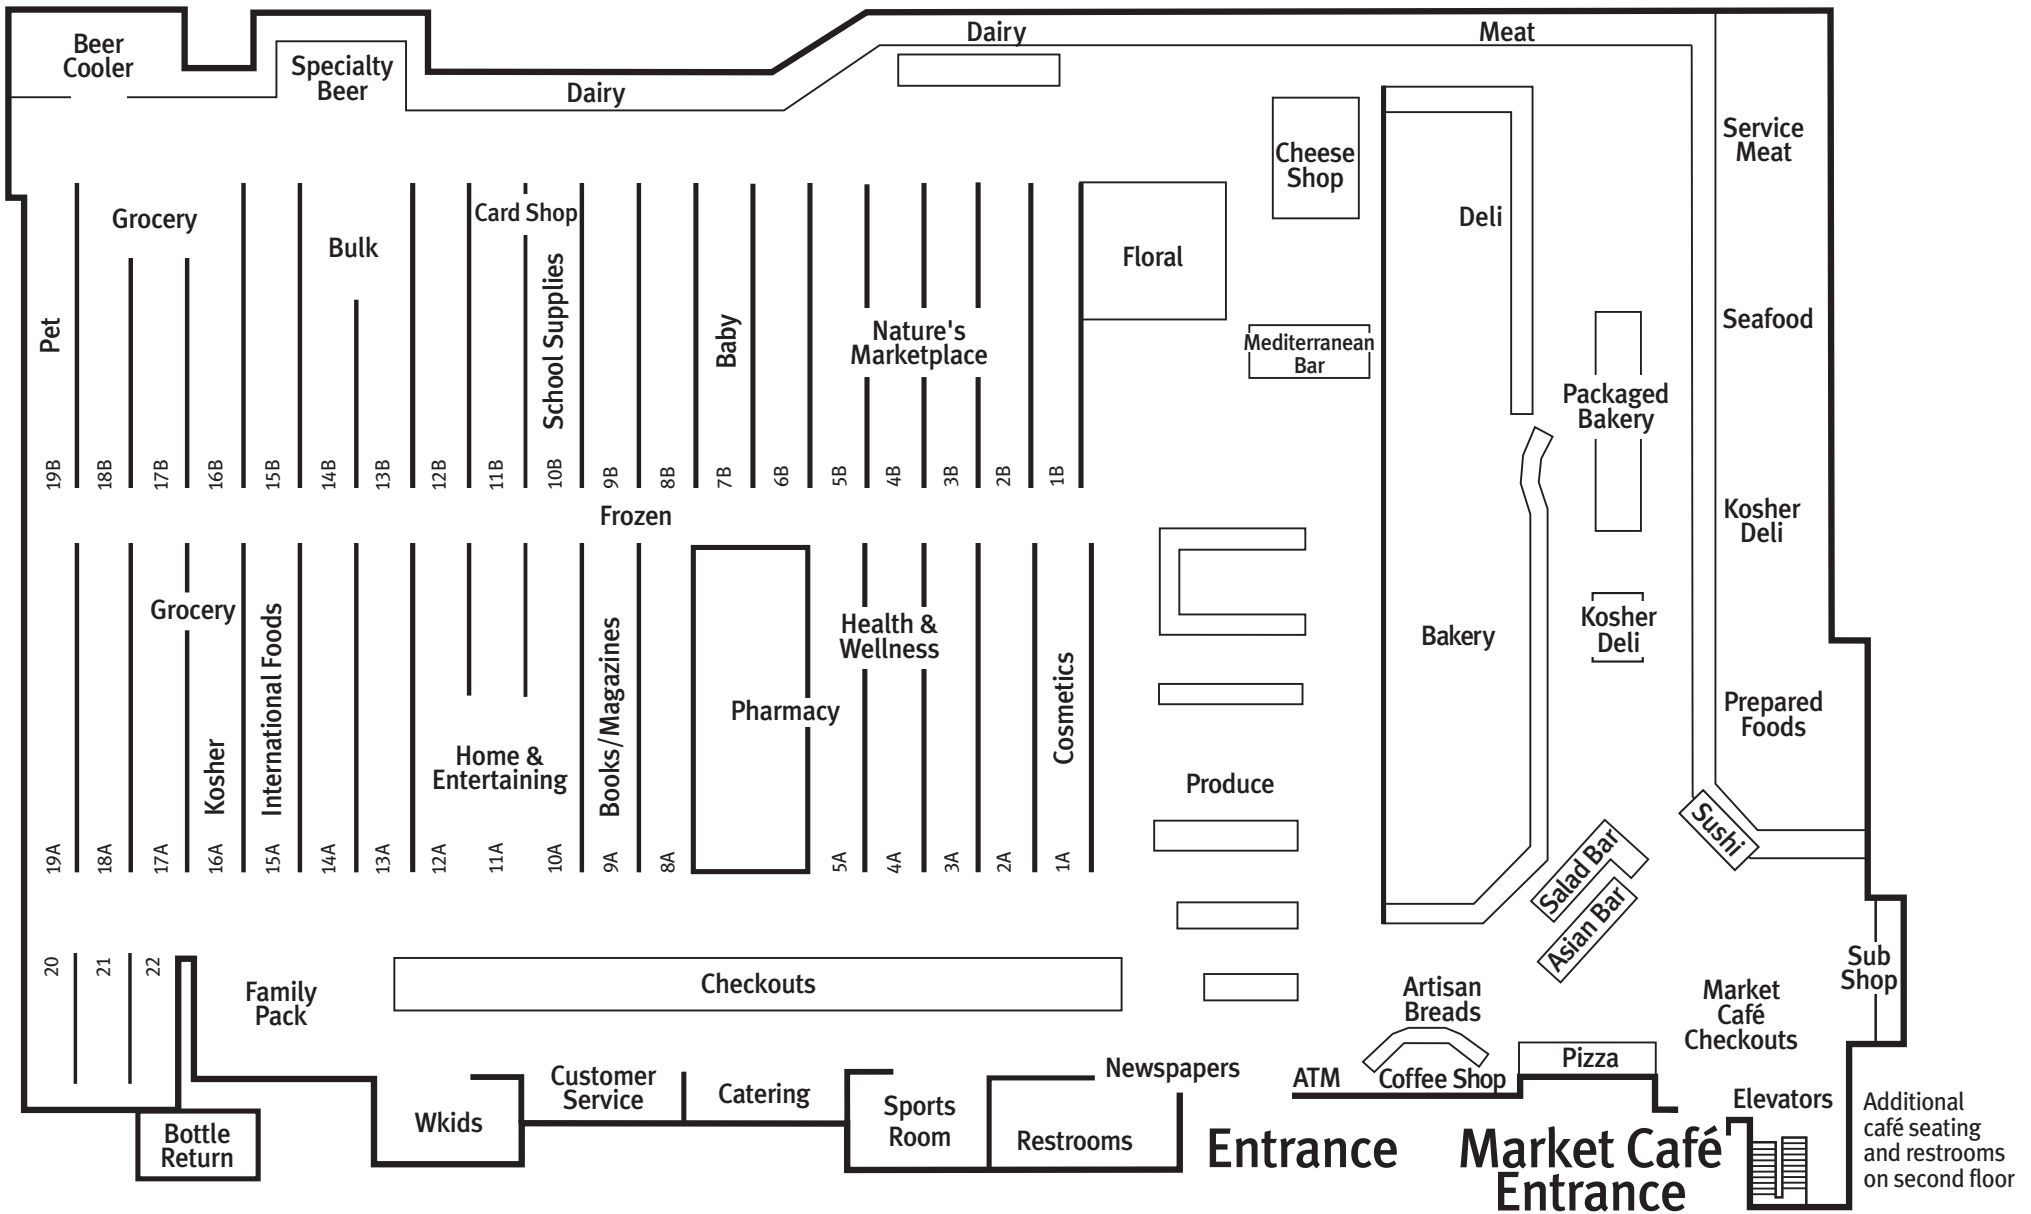 Beer
Cooler
Specialty
Beer
Dairy
Dairy
Meat
Service
Meat
Cheese
Shop
Grocery
Card Shop
Bulk
Deli
Floral
Pet
School Supplies
Baby
Nature's
Marketplace
Mediterranean
Bar
Seafood
Packaged
Bakery
19B
18B
17B
16B
15B
14B
13B
12B
11B
10B
9B
8B
7B
6B
5B
4B
3B
2B
1B
Frozen
Kosher
Deli
Grocery
Kosher
International Foods
Home &
Entertaining
Books/Magazines
Pharmacy
Health &
Wellness
Cosmetics
Bakery
Kosher
Deli
Prepared
Foods
Produce
Sushi
Salad Bar
Asian Bar
19A
18A
17A
16A
15A
14A
13A
12A
11A
10A
9A
8A
5A
4A
3A
2A
1A
20
21
22
Family
Pack
Checkouts
Artisan
Breads
Market
Café
Checkouts
Sub
Shop
Pizza
Newspapers
ATM
Coffee Shop
Customer
Service
Catering
Wkids
Sports
Room
Restrooms
Elevators
Bottle
Return
Entrance
Market Café
Entrance
Additional
café seating
and restrooms
on second floor